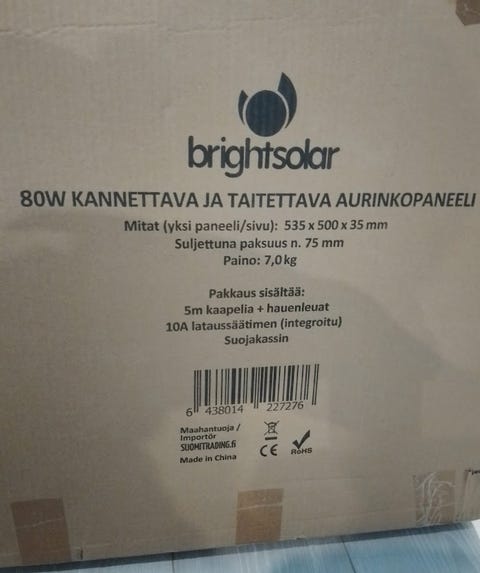 brightsolar
80W KANNETTAVA JA TAITETTAVA AURINKOPANEELI
Mitat (yksi paneeli/sivu): 535 x 500 x 35 mm
Suljettuna paksuus n. 75 mm
Paino: 7,0 kg
Pakkaus sisältää:
5m kaapelia + hauenleuat
10A lataussäätimen (integroitu)
Suojakassin
6 438014 227276
Maahantuoja /
Importör
SUOMITRADING.fi
Made in China
CE
RoHS